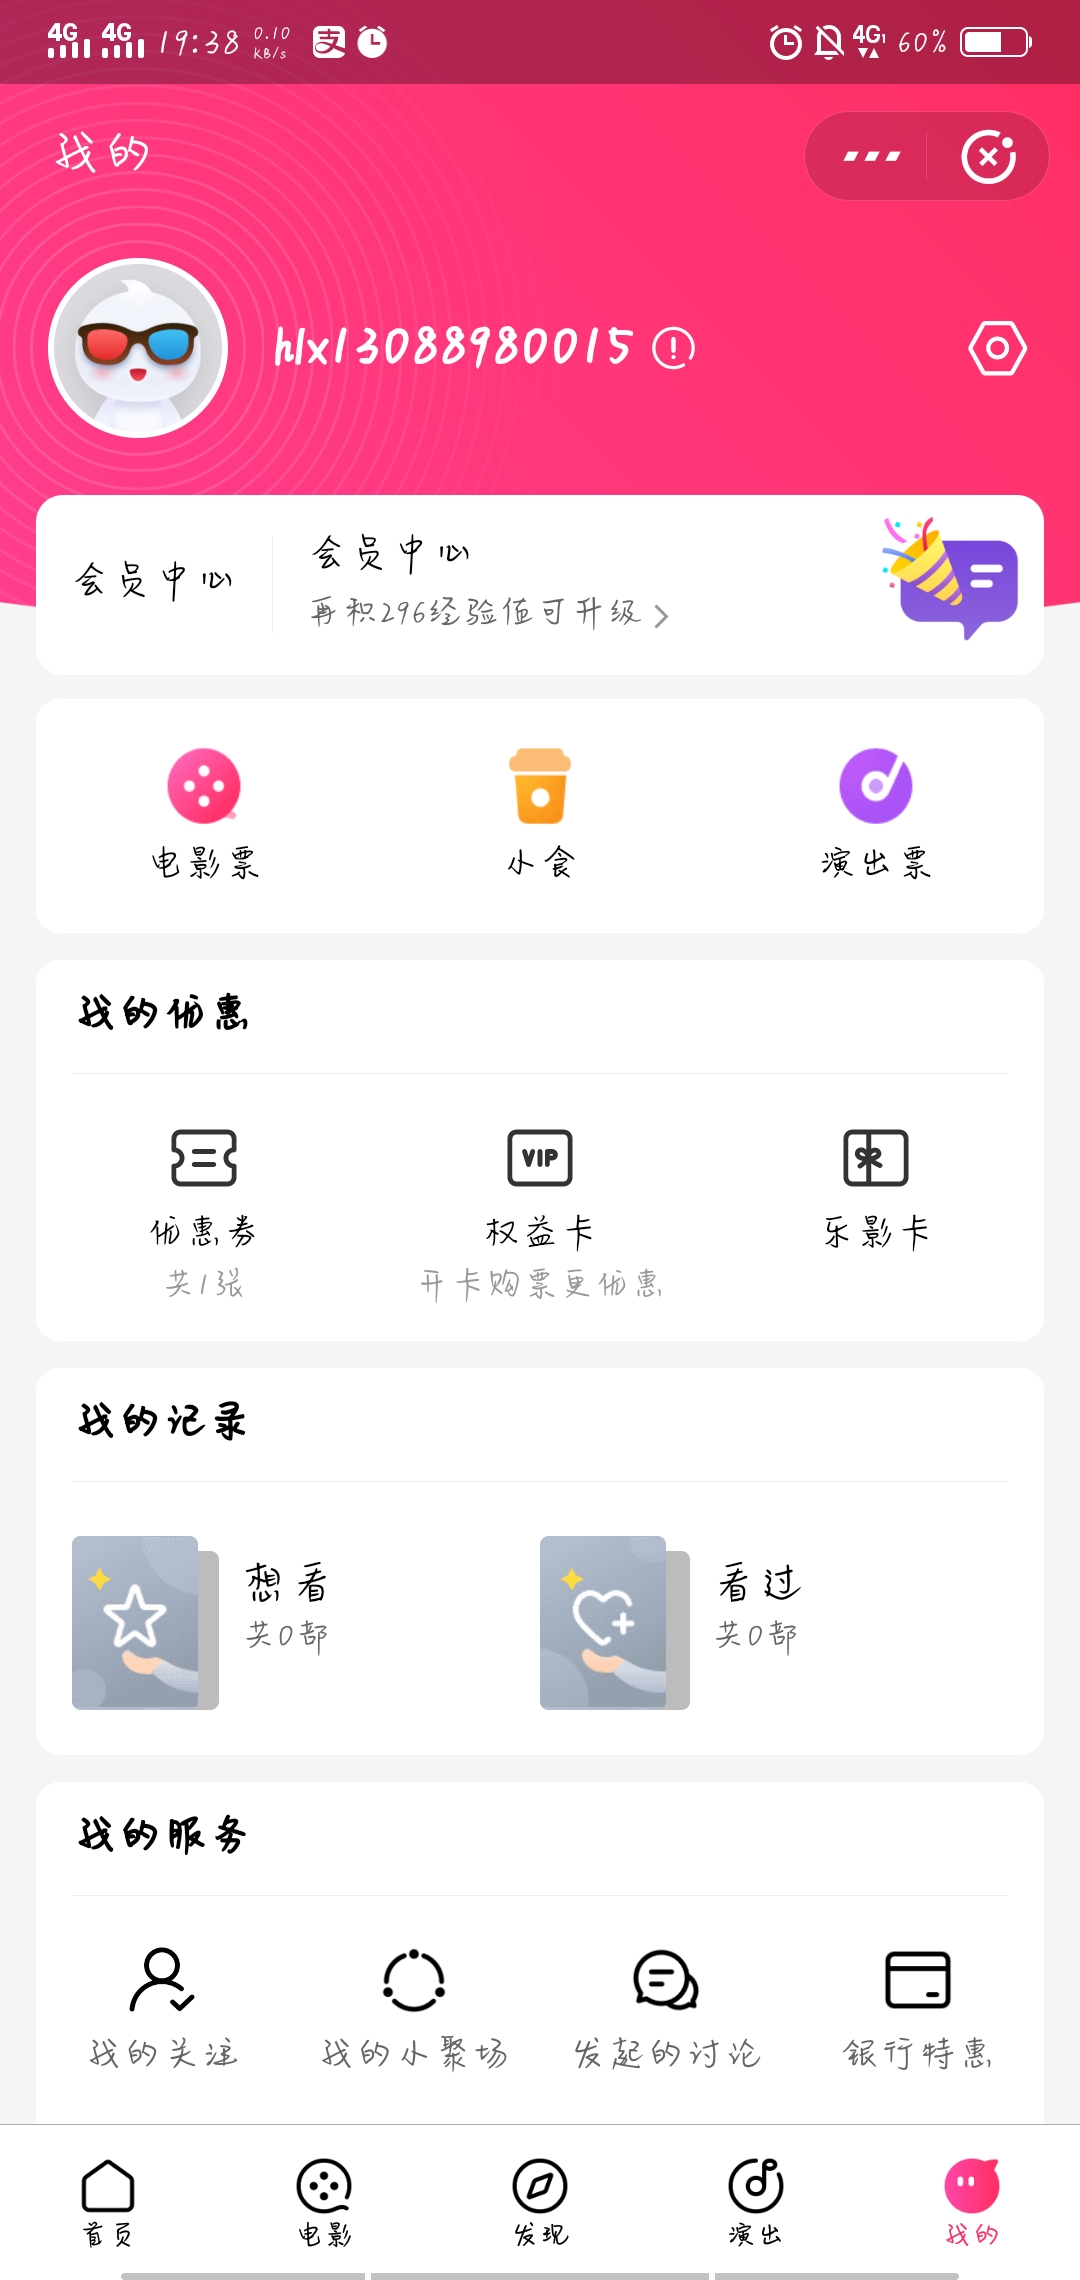 4G 4G 19:38 0.10 KB/s 支 4G1 60%
我的
hlx13088980015
会员中心
会员中心
再积296经验值可升级
电影票 小食 演出票
我的优惠
VIP
优惠券 权益卡 乐影卡
共1张 开卡购票更优惠
我的记录
想看 看过
共0部 共0部
我的服务
我的关注 我的小聚场 发起的讨论 银行特惠
首页 电影 发现 演出 我的